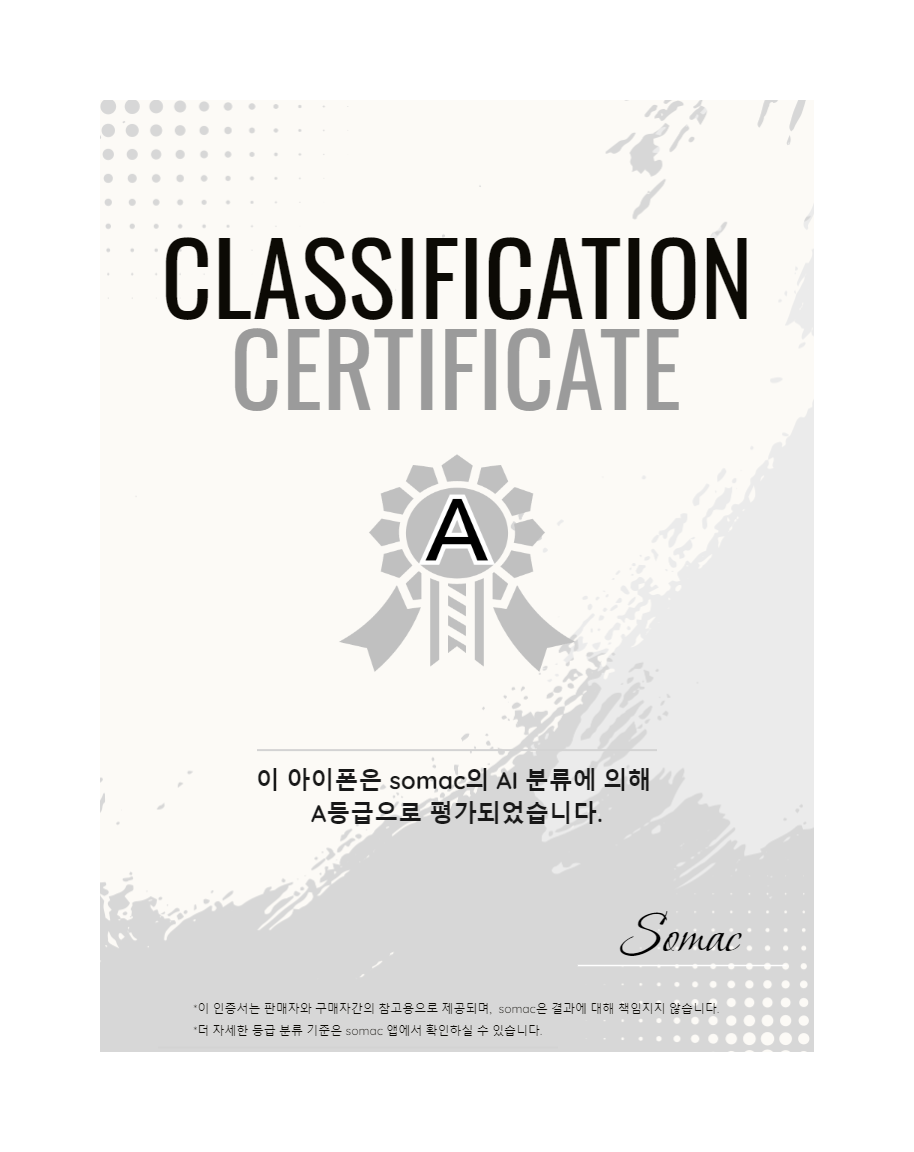 CLASSIFICATION
CERTIFICATE
A
이 아이폰은 somac의 AI 분류에 의해
A등급으로 평가되었습니다.
Somac
*이 인증서는 판매자와 구매자간의 참고용으로 제공되며, somac은 결과에 대해 책임지지 않습니다.
*더 자세한 등급 분류 기준은 somac 앱에서 확인하실 수 있습니다.